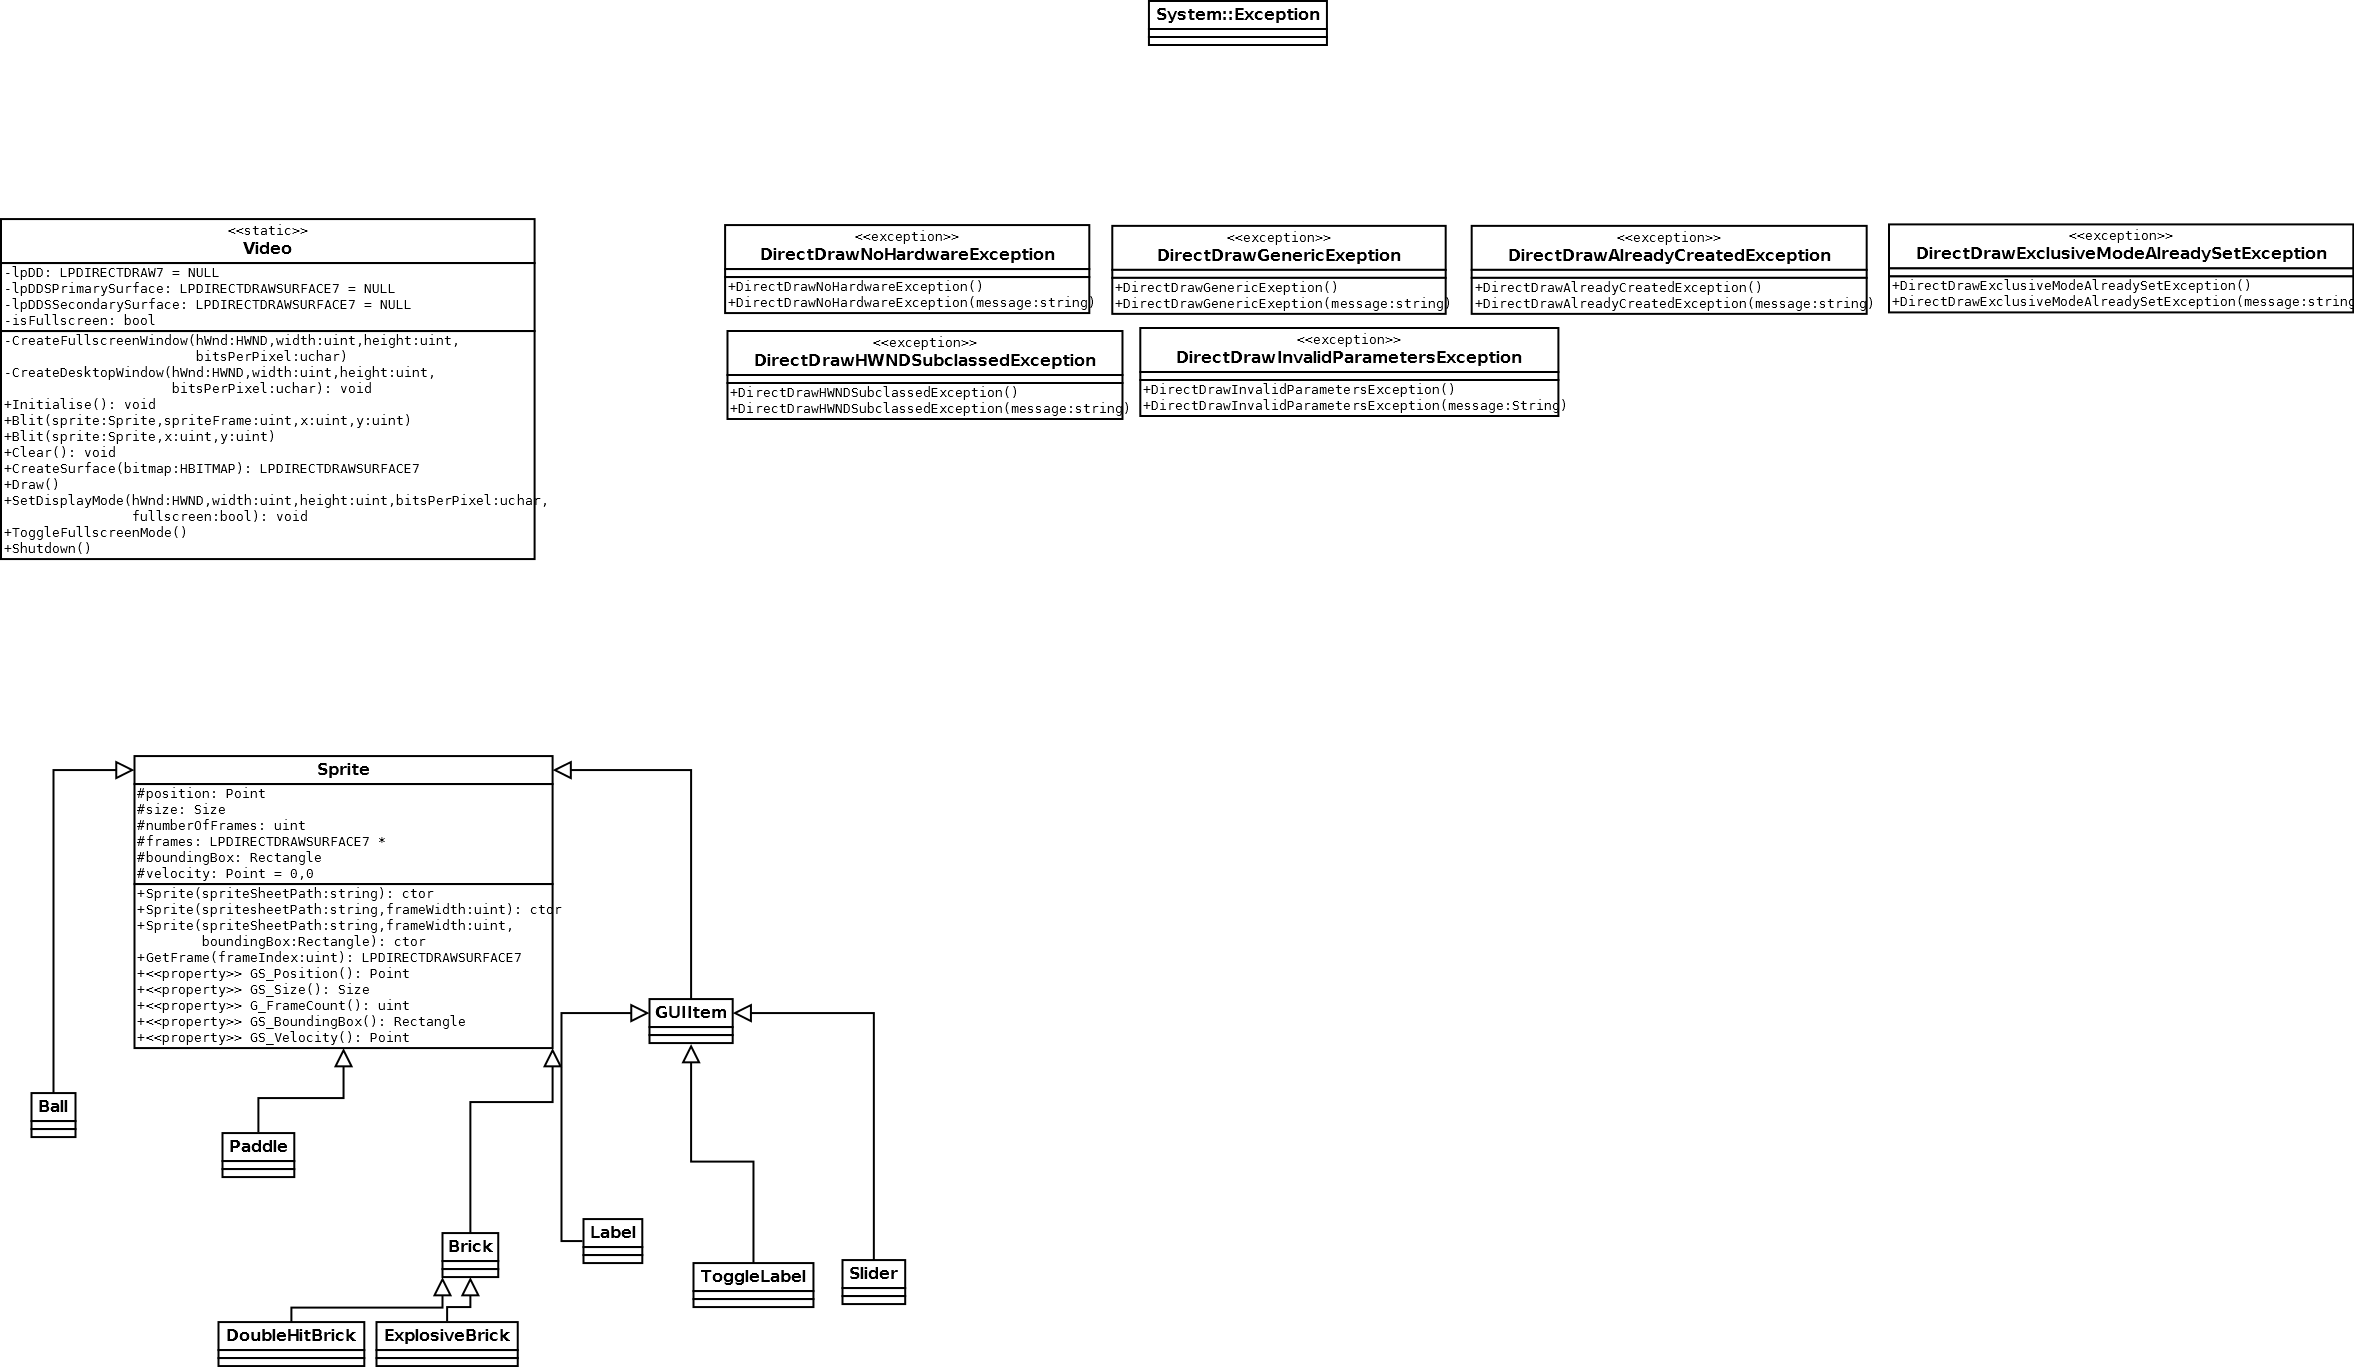 System::Exception
<<static>>
Video
-lpDD: LPDIRECTDRAW7 = NULL
-lpDDSPrimarySurface: LPDIRECTDRAWSURFACE7 = NULL
-lpDDSSecondarySurface: LPDIRECTDRAWSURFACE7 = NULL
-isFullscreen: bool
-CreateFullscreenWindow(hWnd:HWND,width:uint,height:uint,
bitsPerPixel:uchar)
-CreateDesktopWindow(hWnd:HWND,width:uint,height:uint,
bitsPerPixel:uchar): void
+Initialise(): void
+Blit(sprite:Sprite,spriteFrame:uint,x:uint,y:uint)
+Blit(sprite:Sprite,x:uint,y:uint)
+Clear(): void
+CreateSurface(bitmap:HBITMAP): LPDIRECTDRAWSURFACE7
+Draw()
+SetDisplayMode(hWnd:HWND,width:uint,height:uint,bitsPerPixel:uchar,
fullscreen:bool): void
+ToggleFullscreenMode()
+Shutdown()
<<exception>>
DirectDrawNoHardwareException
+DirectDrawNoHardwareException()
+DirectDrawNoHardwareException(message:string)
<<exception>>
DirectDrawGenericExeption
+DirectDrawGenericExeption()
+DirectDrawGenericExeption(message:string)
<<exception>>
DirectDrawAlreadyCreatedException
+DirectDrawAlreadyCreatedException()
+DirectDrawAlreadyCreatedException(message:string)
<<exception>>
DirectDrawExclusiveModeAlreadySetException
+DirectDrawExclusiveModeAlreadySetException()
+DirectDrawExclusiveModeAlreadySetException(message:string
<<exception>>
DirectDrawHWNDSubclassedException
+DirectDrawHWNDSubclassedException()
+DirectDrawHWNDSubclassedException(message:string)
<<exception>>
DirectDrawInvalidParametersException
+DirectDrawInvalidParametersException()
+DirectDrawInvalidParametersException(message:String)
Sprite
#position: Point
#size: Size
#numberOfFrames: uint
#frames: LPDIRECTDRAWSURFACE7 *
#boundingBox: Rectangle
#velocity: Point = 0,0
+Sprite(spriteSheetPath:string): ctor
+Sprite(spritesheetPath:string,frameWidth:uint): ctor
+Sprite(spriteSheetPath:string,frameWidth:uint,
boundingBox:Rectangle): ctor
+GetFrame(frameIndex:uint): LPDIRECTDRAWSURFACE7
+<<property>> GS_Position(): Point
+<<property>> GS_Size(): Size
+<<property>> G_FrameCount(): uint
+<<property>> GS_BoundingBox(): Rectangle
+<<property>> GS_Velocity(): Point
GUIItem
Ball
Paddle
Brick
Label
ToggleLabel
Slider
DoubleHitBrick
ExplosiveBrick